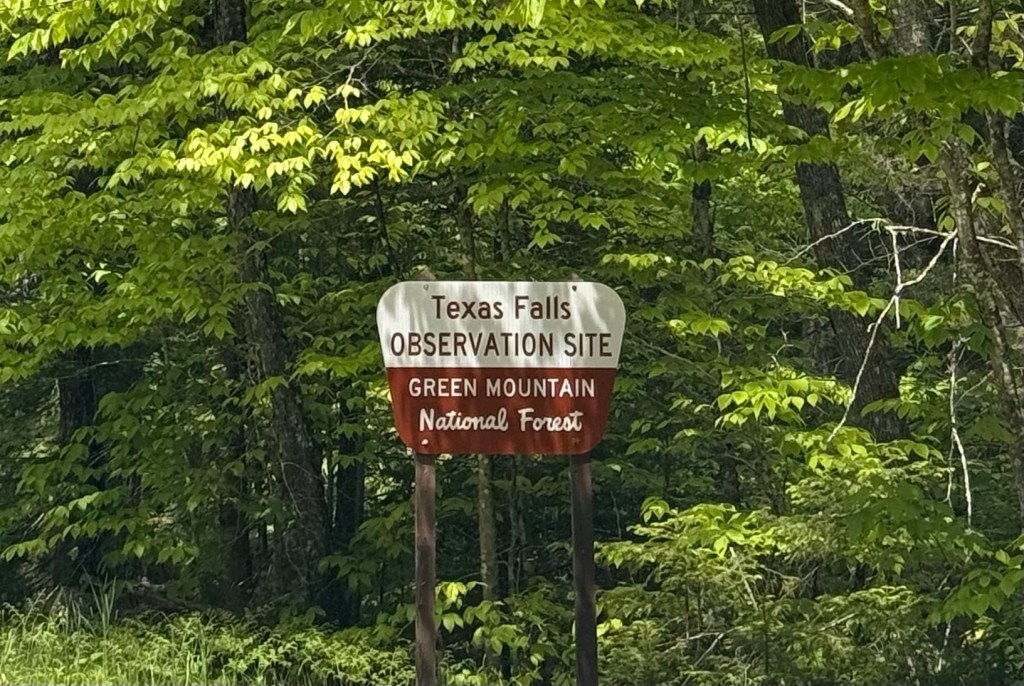 Texas Falls
OBSERVATION SITE
GREEN MOUNTAIN
National Forest